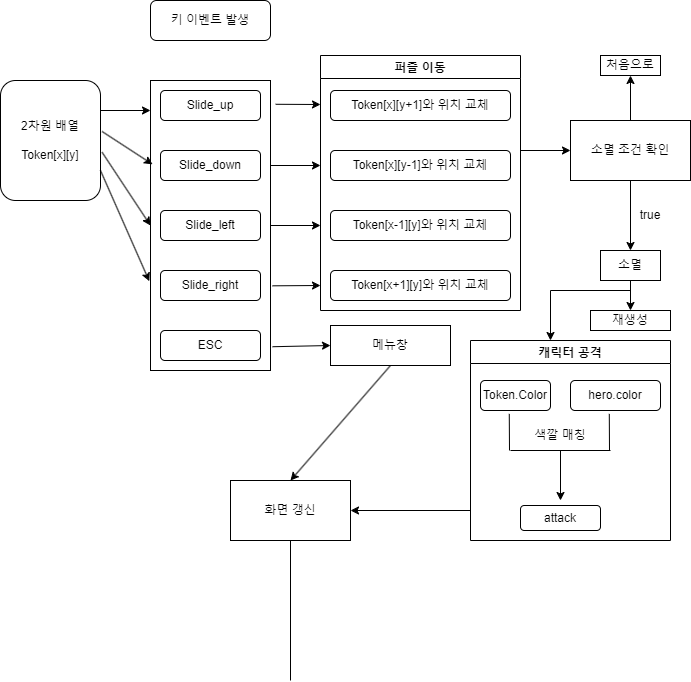 키 이벤트 발생
2차원 배열
Token[x][y]
Slide_up
Slide_down
Slide_left
Slide_right
ESC
퍼즐 이동
Token[x][y+1]와 위치 교체
Token[x][y-1]와 위치 교체
Token[x-1][y]와 위치 교체
Token[x+1][y]와 위치 교체
처음으로
소멸 조건 확인
true
소멸
재생성
메뉴창
캐릭터 공격
Token.Color
hero.color
색깔 매칭
attack
화면 갱신